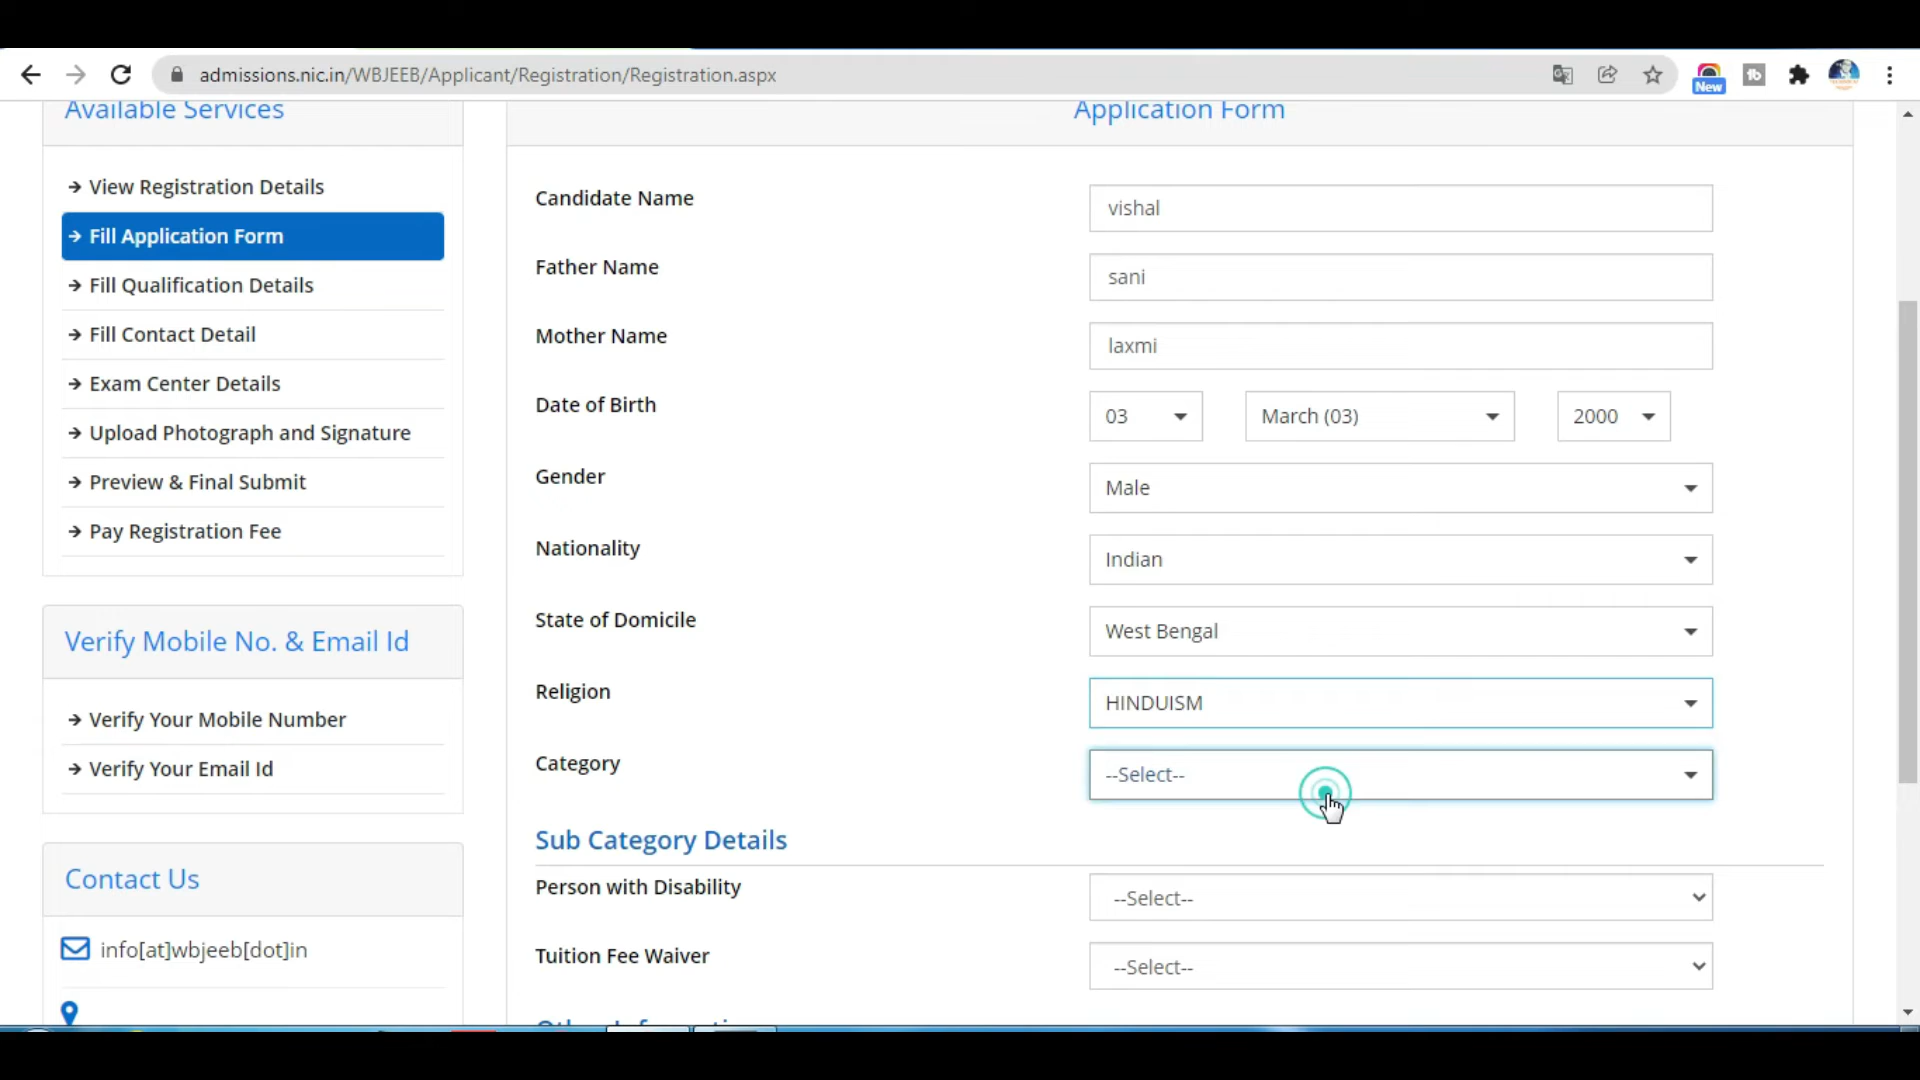 admissions.nic.in/WBJEEB/Applicant/Registration/Registration.aspx
New
Available Services
View Registration Details
Fill Application Form
Fill Qualification Details
Fill Contact Detail
Exam Center Details
Upload Photograph and Signature
Preview & Final Submit
Pay Registration Fee
Verify Mobile No. & Email Id
Verify Your Mobile Number
Verify Your Email Id
Contact Us
info[at]wbjeeb[dot]in
Application Form
Candidate Name vishal
Father Name sani
Mother Name laxmi
Date of Birth 03 March (03) 2000
Gender Male
Nationality Indian
State of Domicile West Bengal
Religion HINDUISM
Category --Select--
Sub Category Details
Person with Disability --Select--
Tuition Fee Waiver --Select--